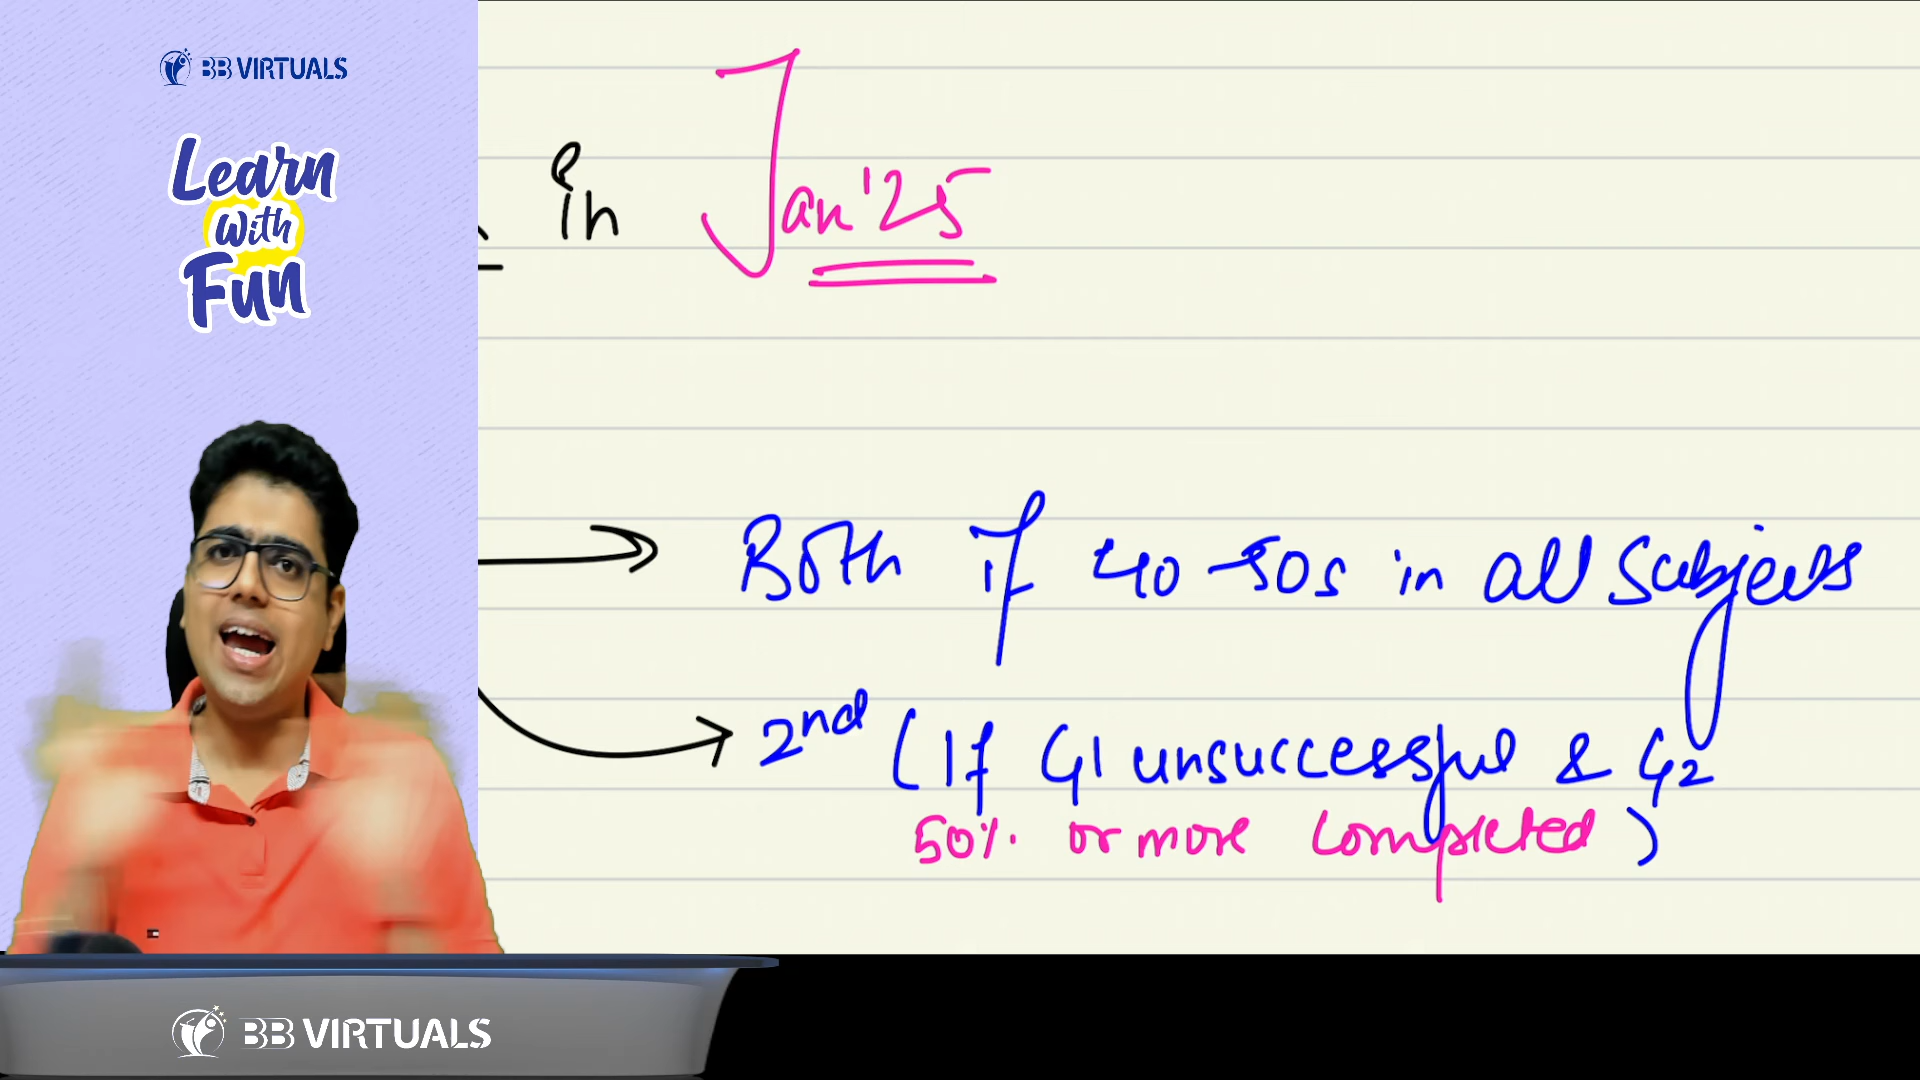 BB VIRTUALS
Learn
With
Fun
in Jan '25
Both if 40-50s in all subjects
2nd (If G1 unsuccessful & G2
50% or more completed)
BB VIRTUALS